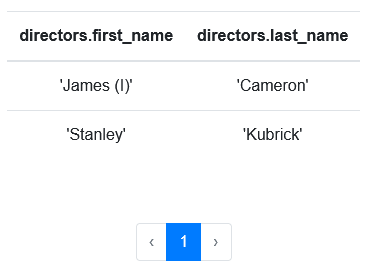 directors.first_name directors.last_name
'James (I)' 'Cameron'
'Stanley' 'Kubrick'
‹ 1 ›